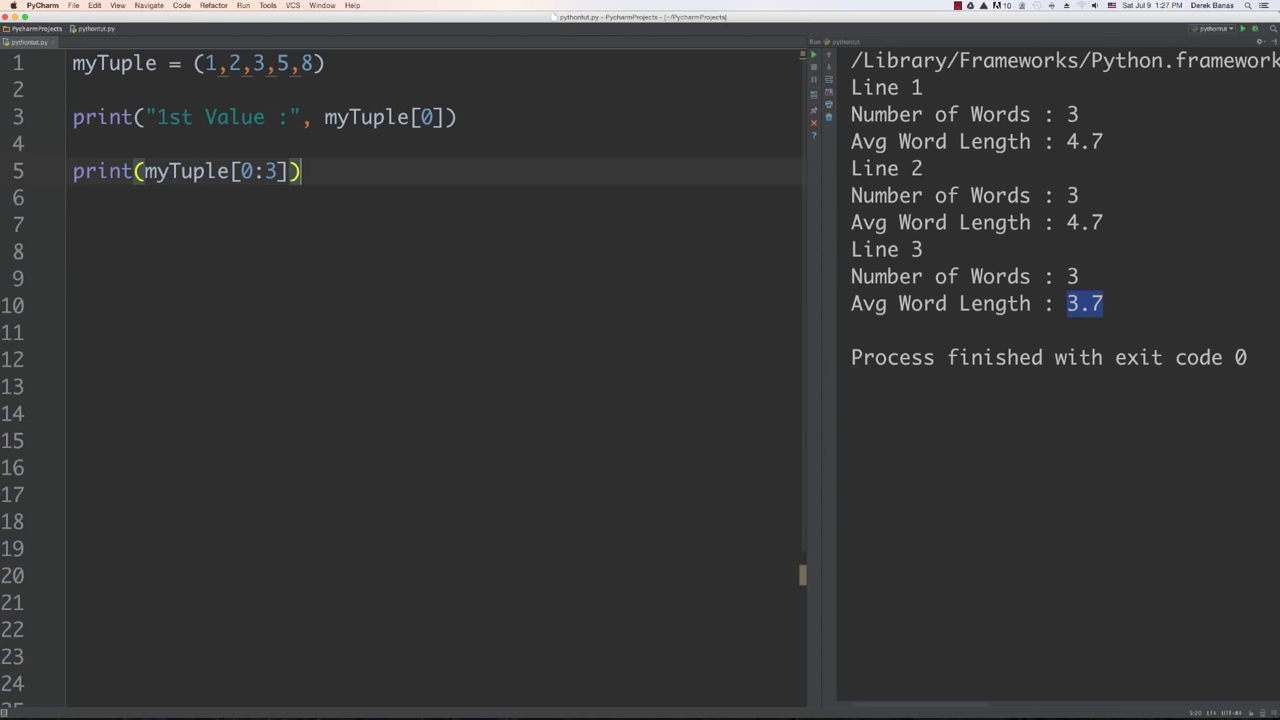 PyCharm File Edit View Navigate Code Refactor Run Tools VCS Window Help
10 Sat Jul 9 1:27 PM Derek Banas
pythontut.py - PycharmProjects - [~/PycharmProjects]
PycharmProjects pythontut.py
pythontut
pythontut.py
Run pythontut
1 myTuple = (1,2,3,5,8)
2
3 print("1st Value :", myTuple[0])
4
5 print(myTuple[0:3])
6
7
8
9
10
11
12
13
14
15
16
17
18
19
20
21
22
23
24
25
/Library/Frameworks/Python.framework
Line 1
Number of Words : 3
Avg Word Length : 4.7
Line 2
Number of Words : 3
Avg Word Length : 4.7
Line 3
Number of Words : 3
Avg Word Length : 3.7
Process finished with exit code 0
5:20 LF÷ UTF-8÷